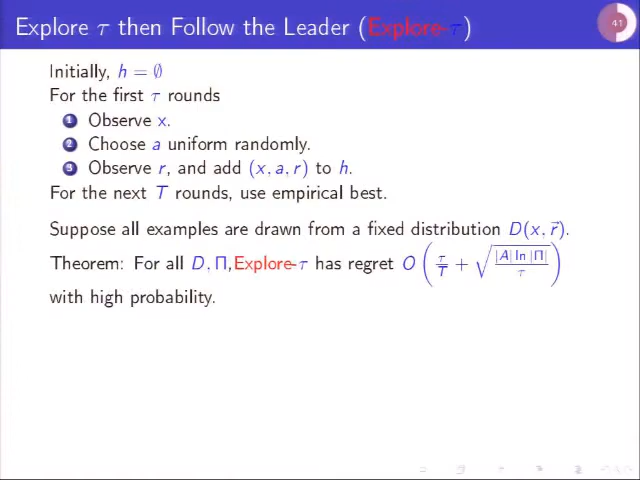 Explore τ then Follow the Leader (Explore-τ)
41
Initially, h = ∅
For the first τ rounds
1 Observe x.
2 Choose a uniform randomly.
3 Observe r, and add (x, a, r) to h.
For the next T rounds, use empirical best.
Suppose all examples are drawn from a fixed distribution D(x, r⃗).
Theorem: For all D, Π, Explore-τ has regret O(τ/T + √(|A| ln |Π| / τ))
with high probability.